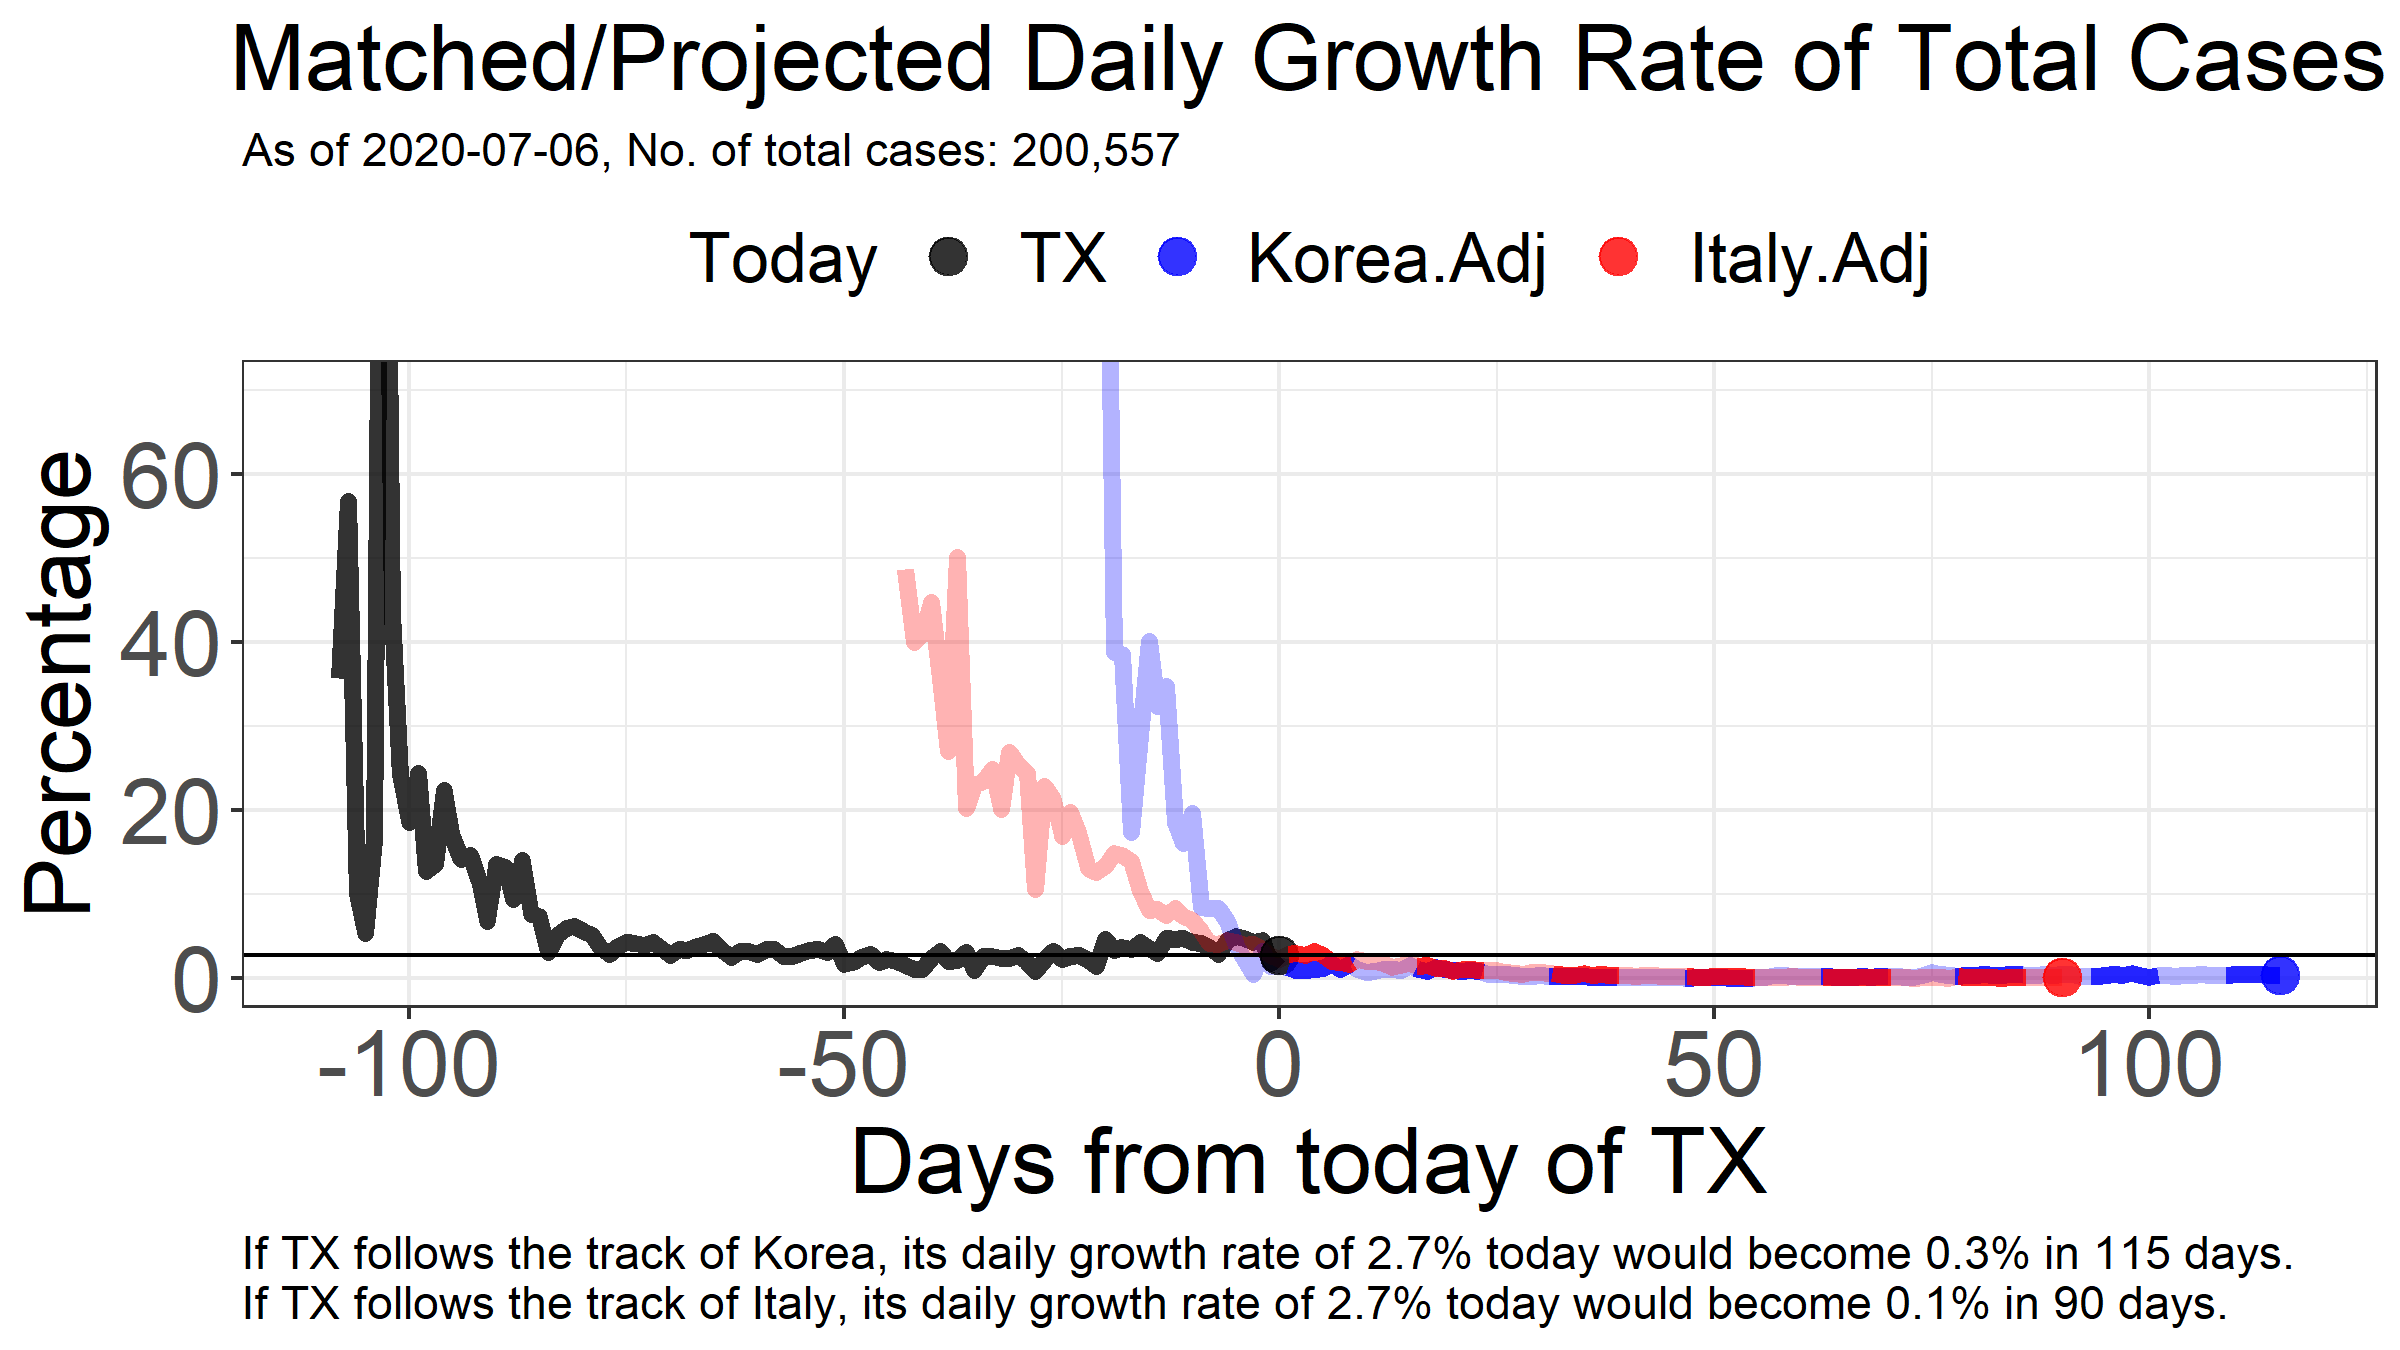 Matched/Projected Daily Growth Rate of Total Cases
As of 2020-07-06, No. of total cases: 200,557
Today TX Korea.Adj Italy.Adj
Percentage
60
40
20
0
-100 -50 0 50 100
Days from today of TX
If TX follows the track of Korea, its daily growth rate of 2.7% today would become 0.3% in 115 days.
If TX follows the track of Italy, its daily growth rate of 2.7% today would become 0.1% in 90 days.